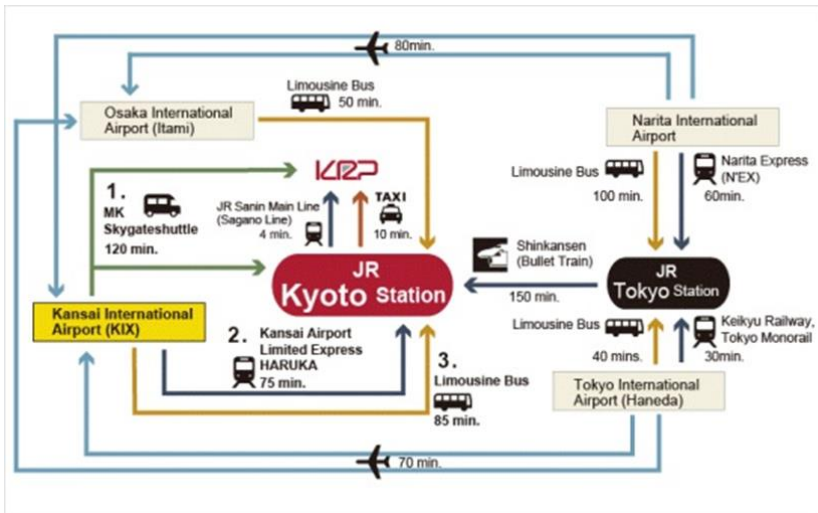 80min.
Limousine Bus
50 min.
Osaka International
Airport (Itami)
Narita International
Airport
KRP
1.
MK
Skygateshuttle
120 min.
JR Sanin Main Line
(Sagano Line)
4 min.
TAXI
10 min.
Limousine Bus
100 min.
Narita Express
(N'EX)
60min.
Shinkansen
(Bullet Train)
150 min.
JR
Kyoto Station
JR
Tokyo Station
Kansai International
Airport (KIX)
2.
Kansai Airport
Limited Express
HARUKA
75 min.
3.
Limousine Bus
85 min.
Limousine Bus
40 mins.
Keikyu Railway,
Tokyo Monorail
30min.
Tokyo International
Airport (Haneda)
70 min.